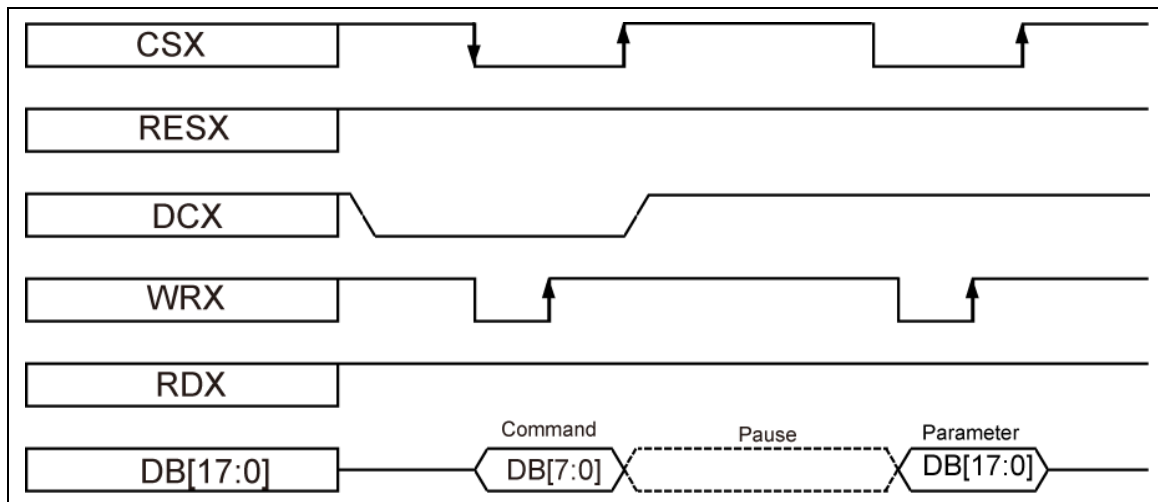 CSX
RESX
DCX
WRX
RDX
Command
Pause
Parameter
DB[17:0]
DB[7:0]
DB[17:0]